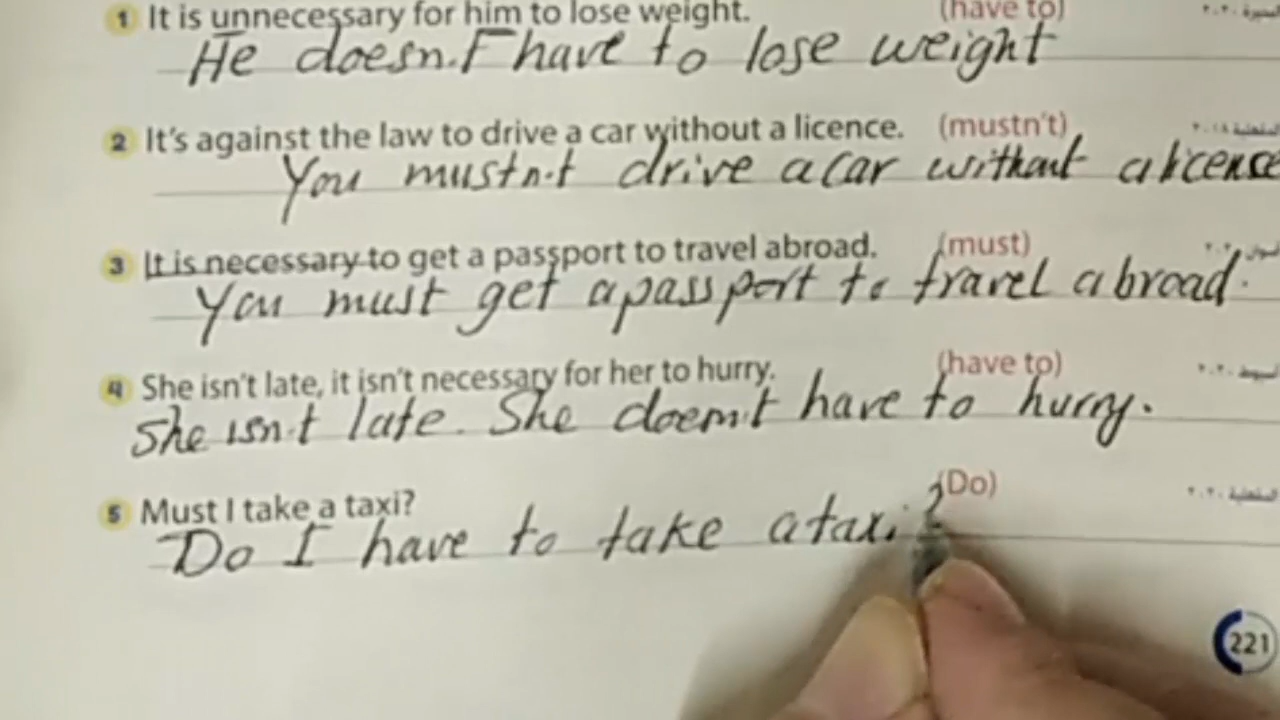 1 It is unnecessary for him to lose weight. (have to)
He doesn't have to lose weight
2 It's against the law to drive a car without a licence. (mustn't)
You mustn't drive a car without a licence
3 It is necessary to get a passport to travel abroad. (must)
You must get a passport to travel abroad.
4 She isn't late, it isn't necessary for her to hurry. (have to)
She isn't late. She doesn't have to hurry.
5 Must I take a taxi? (Do)
Do I have to take a taxi?
221